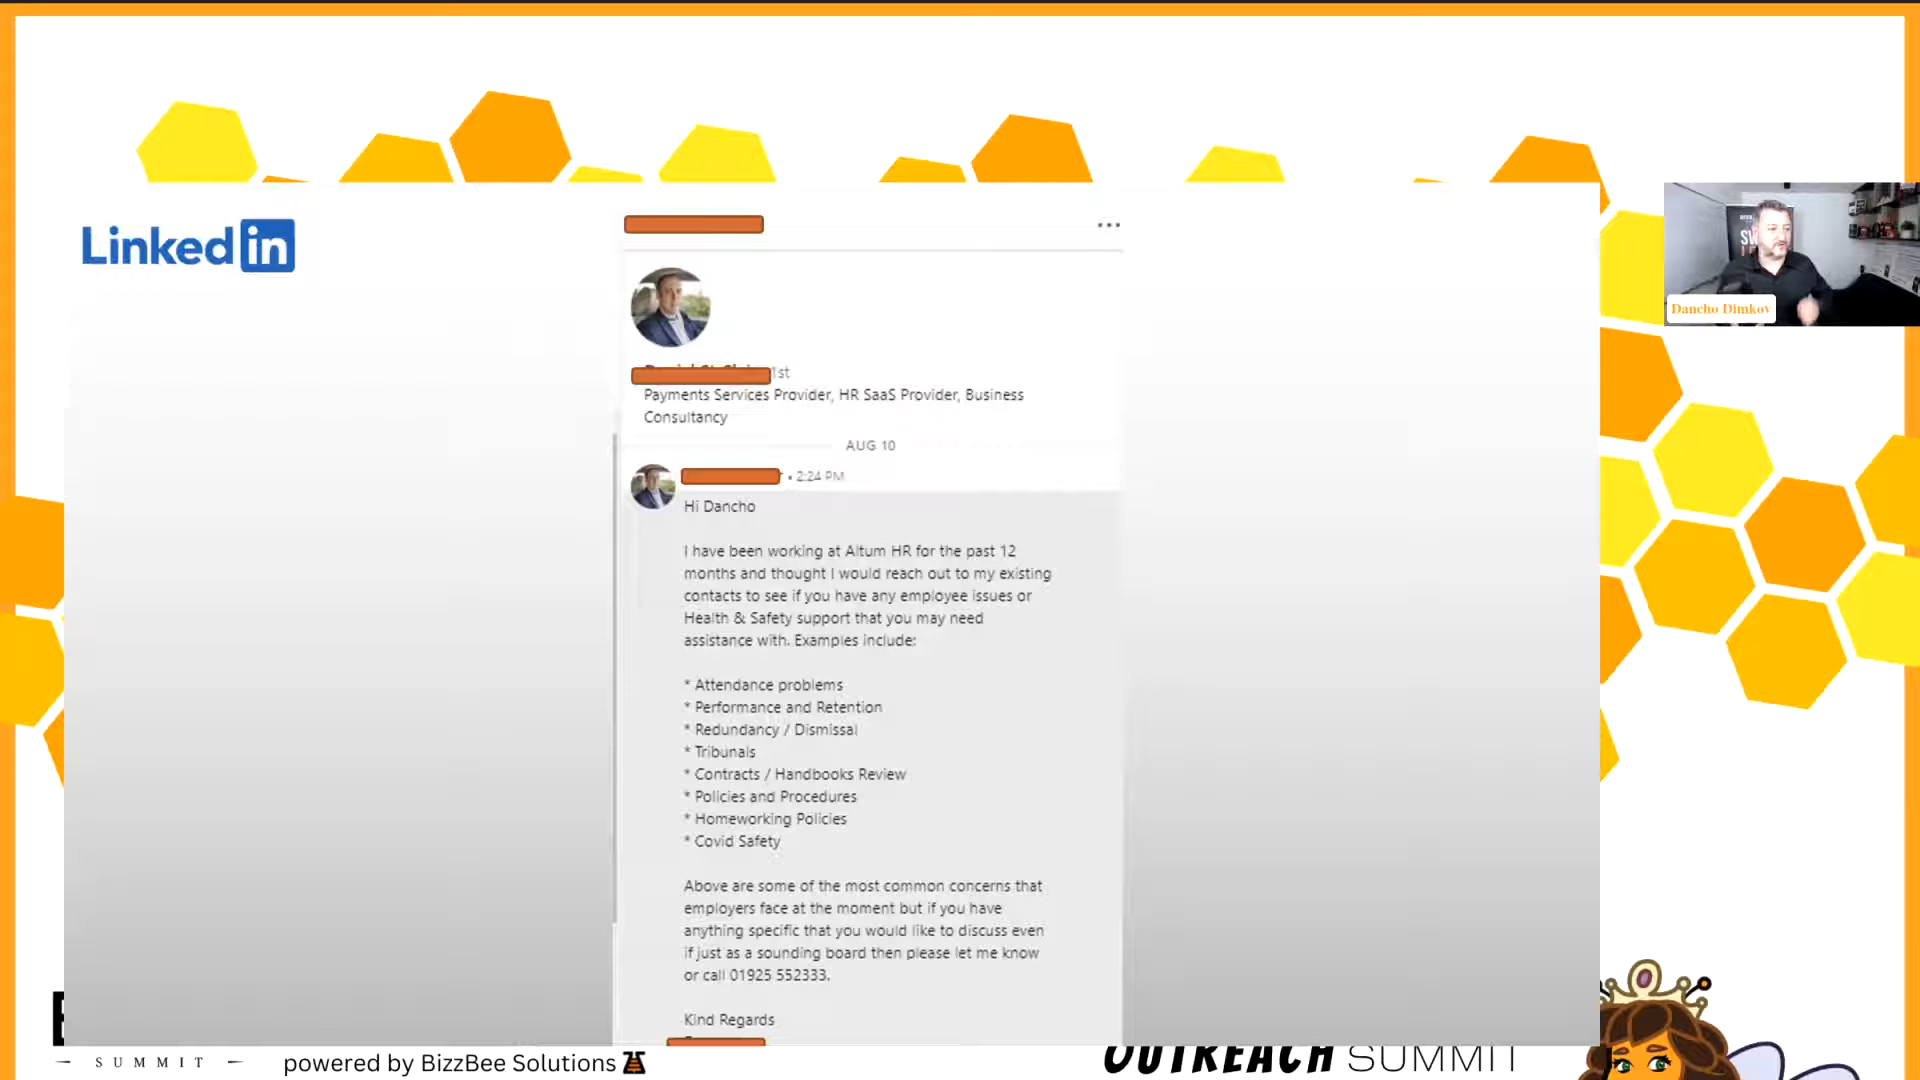 Linked in
1st
Payments Services Provider, HR SaaS Provider, Business
Consultancy
AUG 10
• 2:24 PM
Hi Dancho
I have been working at Altum HR for the past 12
months and thought I would reach out to my existing
contacts to see if you have any employee issues or
Health & Safety support that you may need
assistance with. Examples include:
* Attendance problems
* Performance and Retention
* Redundancy / Dismissal
* Tribunals
* Contracts / Handbooks Review
* Policies and Procedures
* Homeworking Policies
* Covid Safety
Above are some of the most common concerns that
employers face at the moment but if you have
anything specific that you would like to discuss even
if just as a sounding board then please let me know
or call 01925 552333.
Kind Regards
Dancho Dimkov
SUMMIT
powered by BizzBee Solutions
OUTREACH SUMMIT